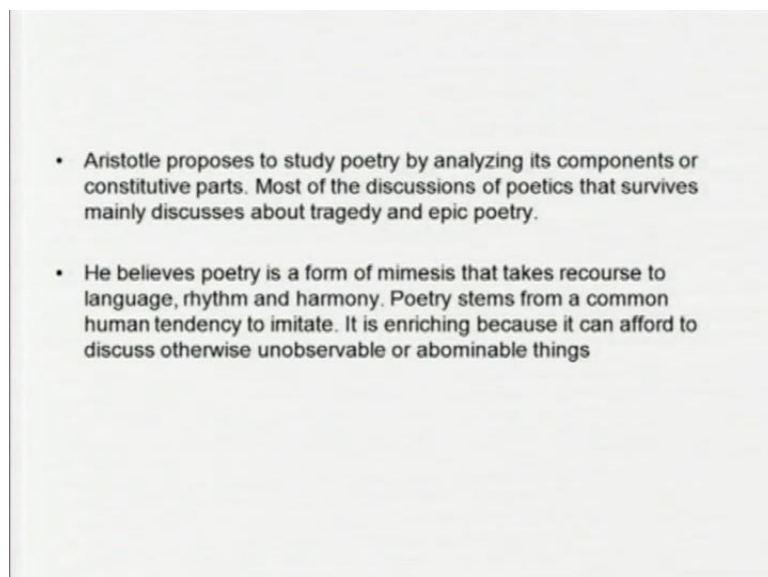 • Aristotle proposes to study poetry by analyzing its components or
constitutive parts. Most of the discussions of poetics that survives
mainly discusses about tragedy and epic poetry.
• He believes poetry is a form of mimesis that takes recourse to
language, rhythm and harmony. Poetry stems from a common
human tendency to imitate. It is enriching because it can afford to
discuss otherwise unobservable or abominable things